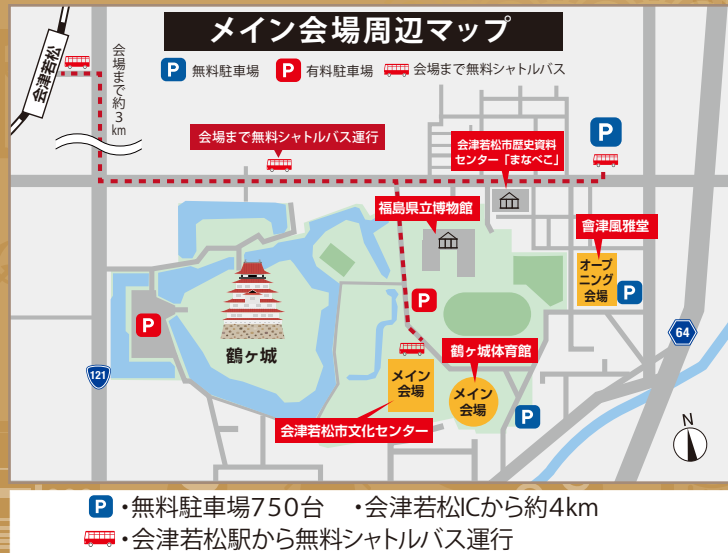 メイン会場周辺マップ
P 無料駐車場 P 有料駐車場 会場まで無料シャトルバス
会津若松
会場まで約3km
会場まで無料シャトルバス運行
P
会津若松市歴史資料
センター「まなべこ」
福島県立博物館
會津風雅堂
オープ
ニング
会場
P
P
P
鶴ヶ城
121
64
鶴ヶ城体育館
メイン
会場
メイン
会場
P
会津若松市文化センター
N
P ・無料駐車場750台 ・会津若松ICから約4km
・会津若松駅から無料シャトルバス運行